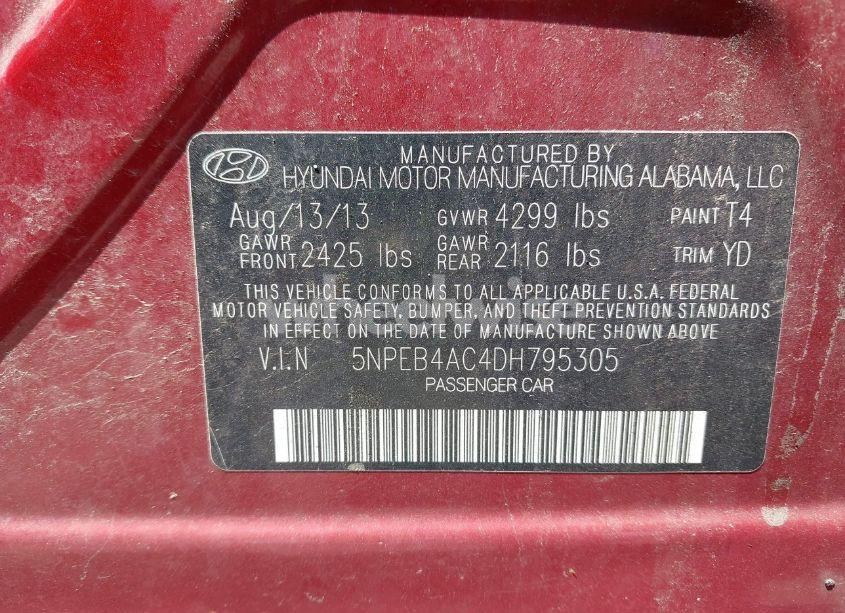 MANUFACTURED BY
HYUNDAI MOTOR MANUFACTURING ALABAMA, LLC
Aug/13/13 GVWR 4299 lbs PAINT T4
GAWR FRONT 2425 lbs GAWR REAR 2116 lbs TRIM YD
THIS VEHICLE CONFORMS TO ALL APPLICABLE U.S.A. FEDERAL
MOTOR VEHICLE SAFETY, BUMPER, AND THEFT PREVENTION STANDARDS
IN EFFECT ON THE DATE OF MANUFACTURE SHOWN ABOVE
V.I.N 5NPEB4AC4DH795305
PASSENGER CAR